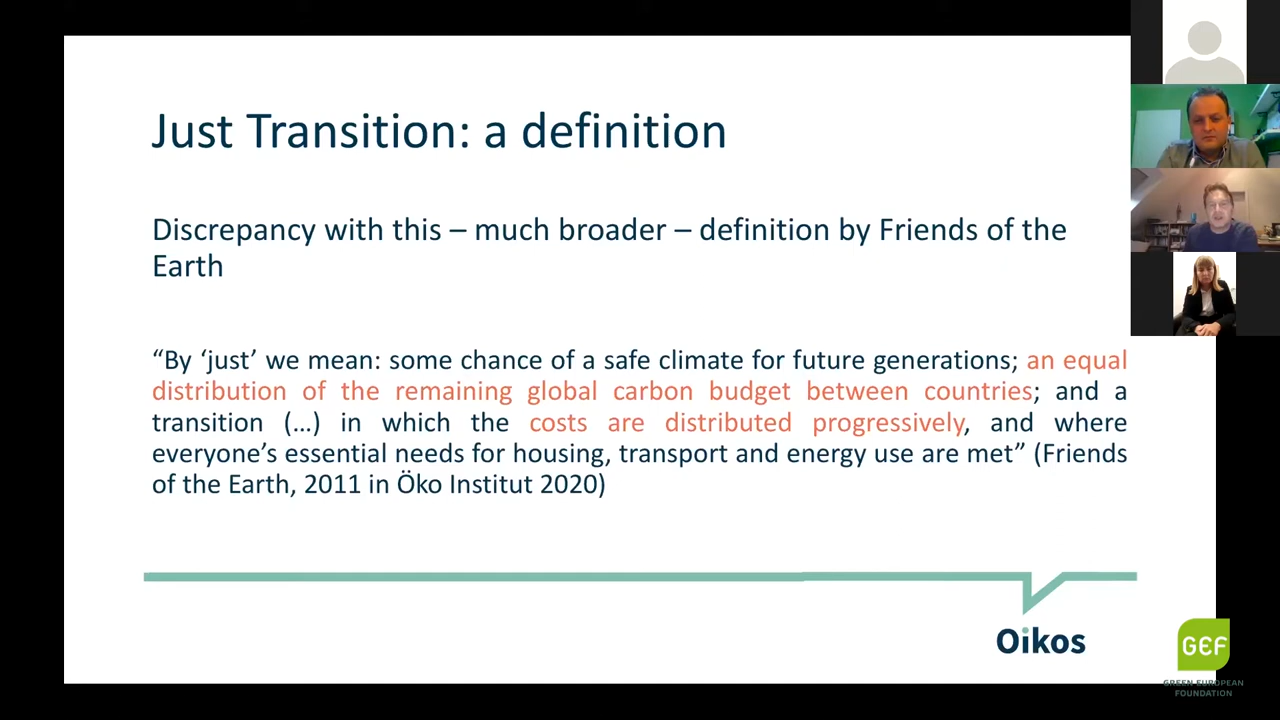 Just Transition: a definition
Discrepancy with this – much broader – definition by Friends of the
Earth
“By ‘just’ we mean: some chance of a safe climate for future generations; an equal
distribution of the remaining global carbon budget between countries; and a
transition (…) in which the costs are distributed progressively, and where
everyone’s essential needs for housing, transport and energy use are met” (Friends
of the Earth, 2011 in Öko Institut 2020)
Oikos
GEF
GREEN EUROPEAN
FOUNDATION